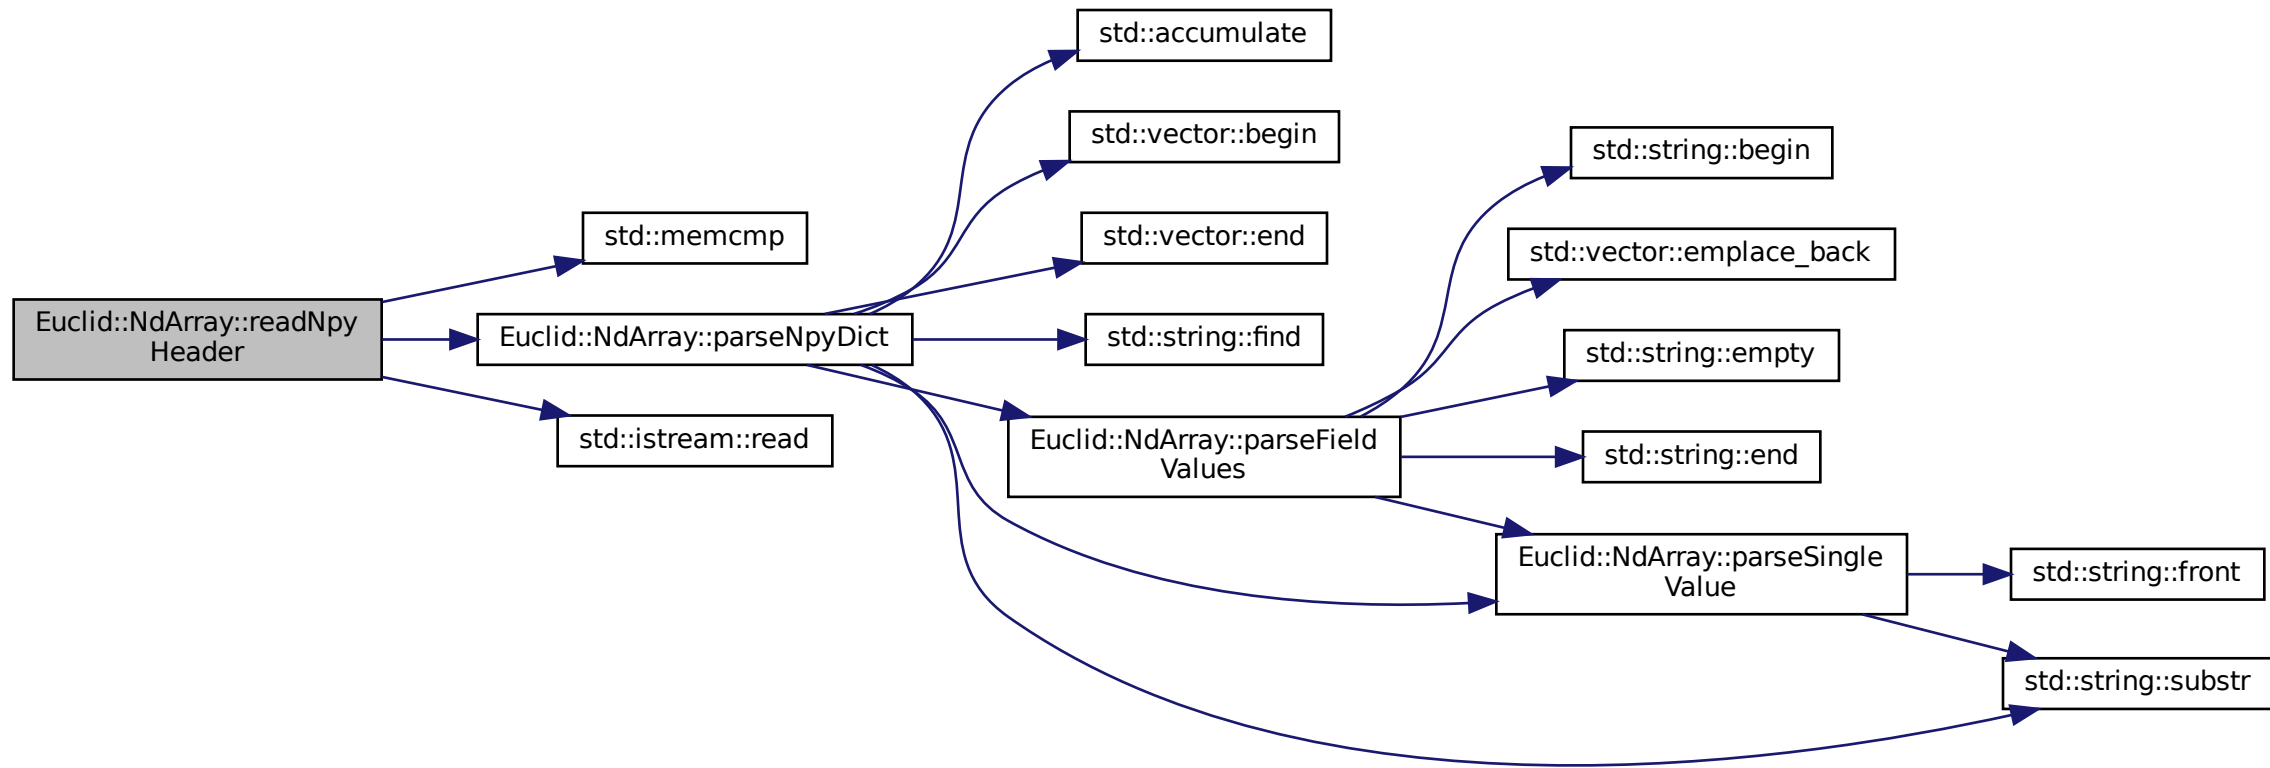 Euclid::NdArray::readNpy
Header
std::memcmp
Euclid::NdArray::parseNpyDict
std::istream::read
std::accumulate
std::vector::begin
std::vector::end
std::string::find
Euclid::NdArray::parseField
Values
std::string::begin
std::vector::emplace_back
std::string::empty
std::string::end
Euclid::NdArray::parseSingle
Value
std::string::front
std::string::substr